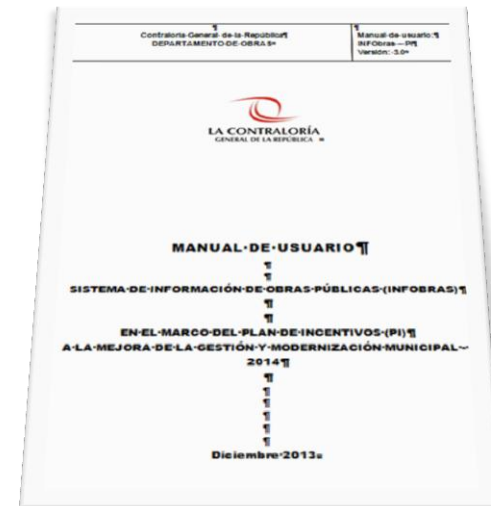 Contraloría·General·de·la·República¶
DEPARTAMENTO·DE·OBRAS¤
Manual·de·usuario:¶
INFObras·–·PI¶
Versión:·3.0¤
LA CONTRALORÍA
GENERAL DE LA REPÚBLICA ¤
MANUAL·DE·USUARIO¶
SISTEMA·DE·INFORMACIÓN·DE·OBRAS·PÚBLICAS·(INFOBRAS)¶
EN·EL·MARCO·DEL·PLAN·DE·INCENTIVOS·(PI)¶
A·LA·MEJORA·DE·LA·GESTIÓN·Y·MODERNIZACIÓN·MUNICIPAL·-
2014¶
Diciembre·2013¤